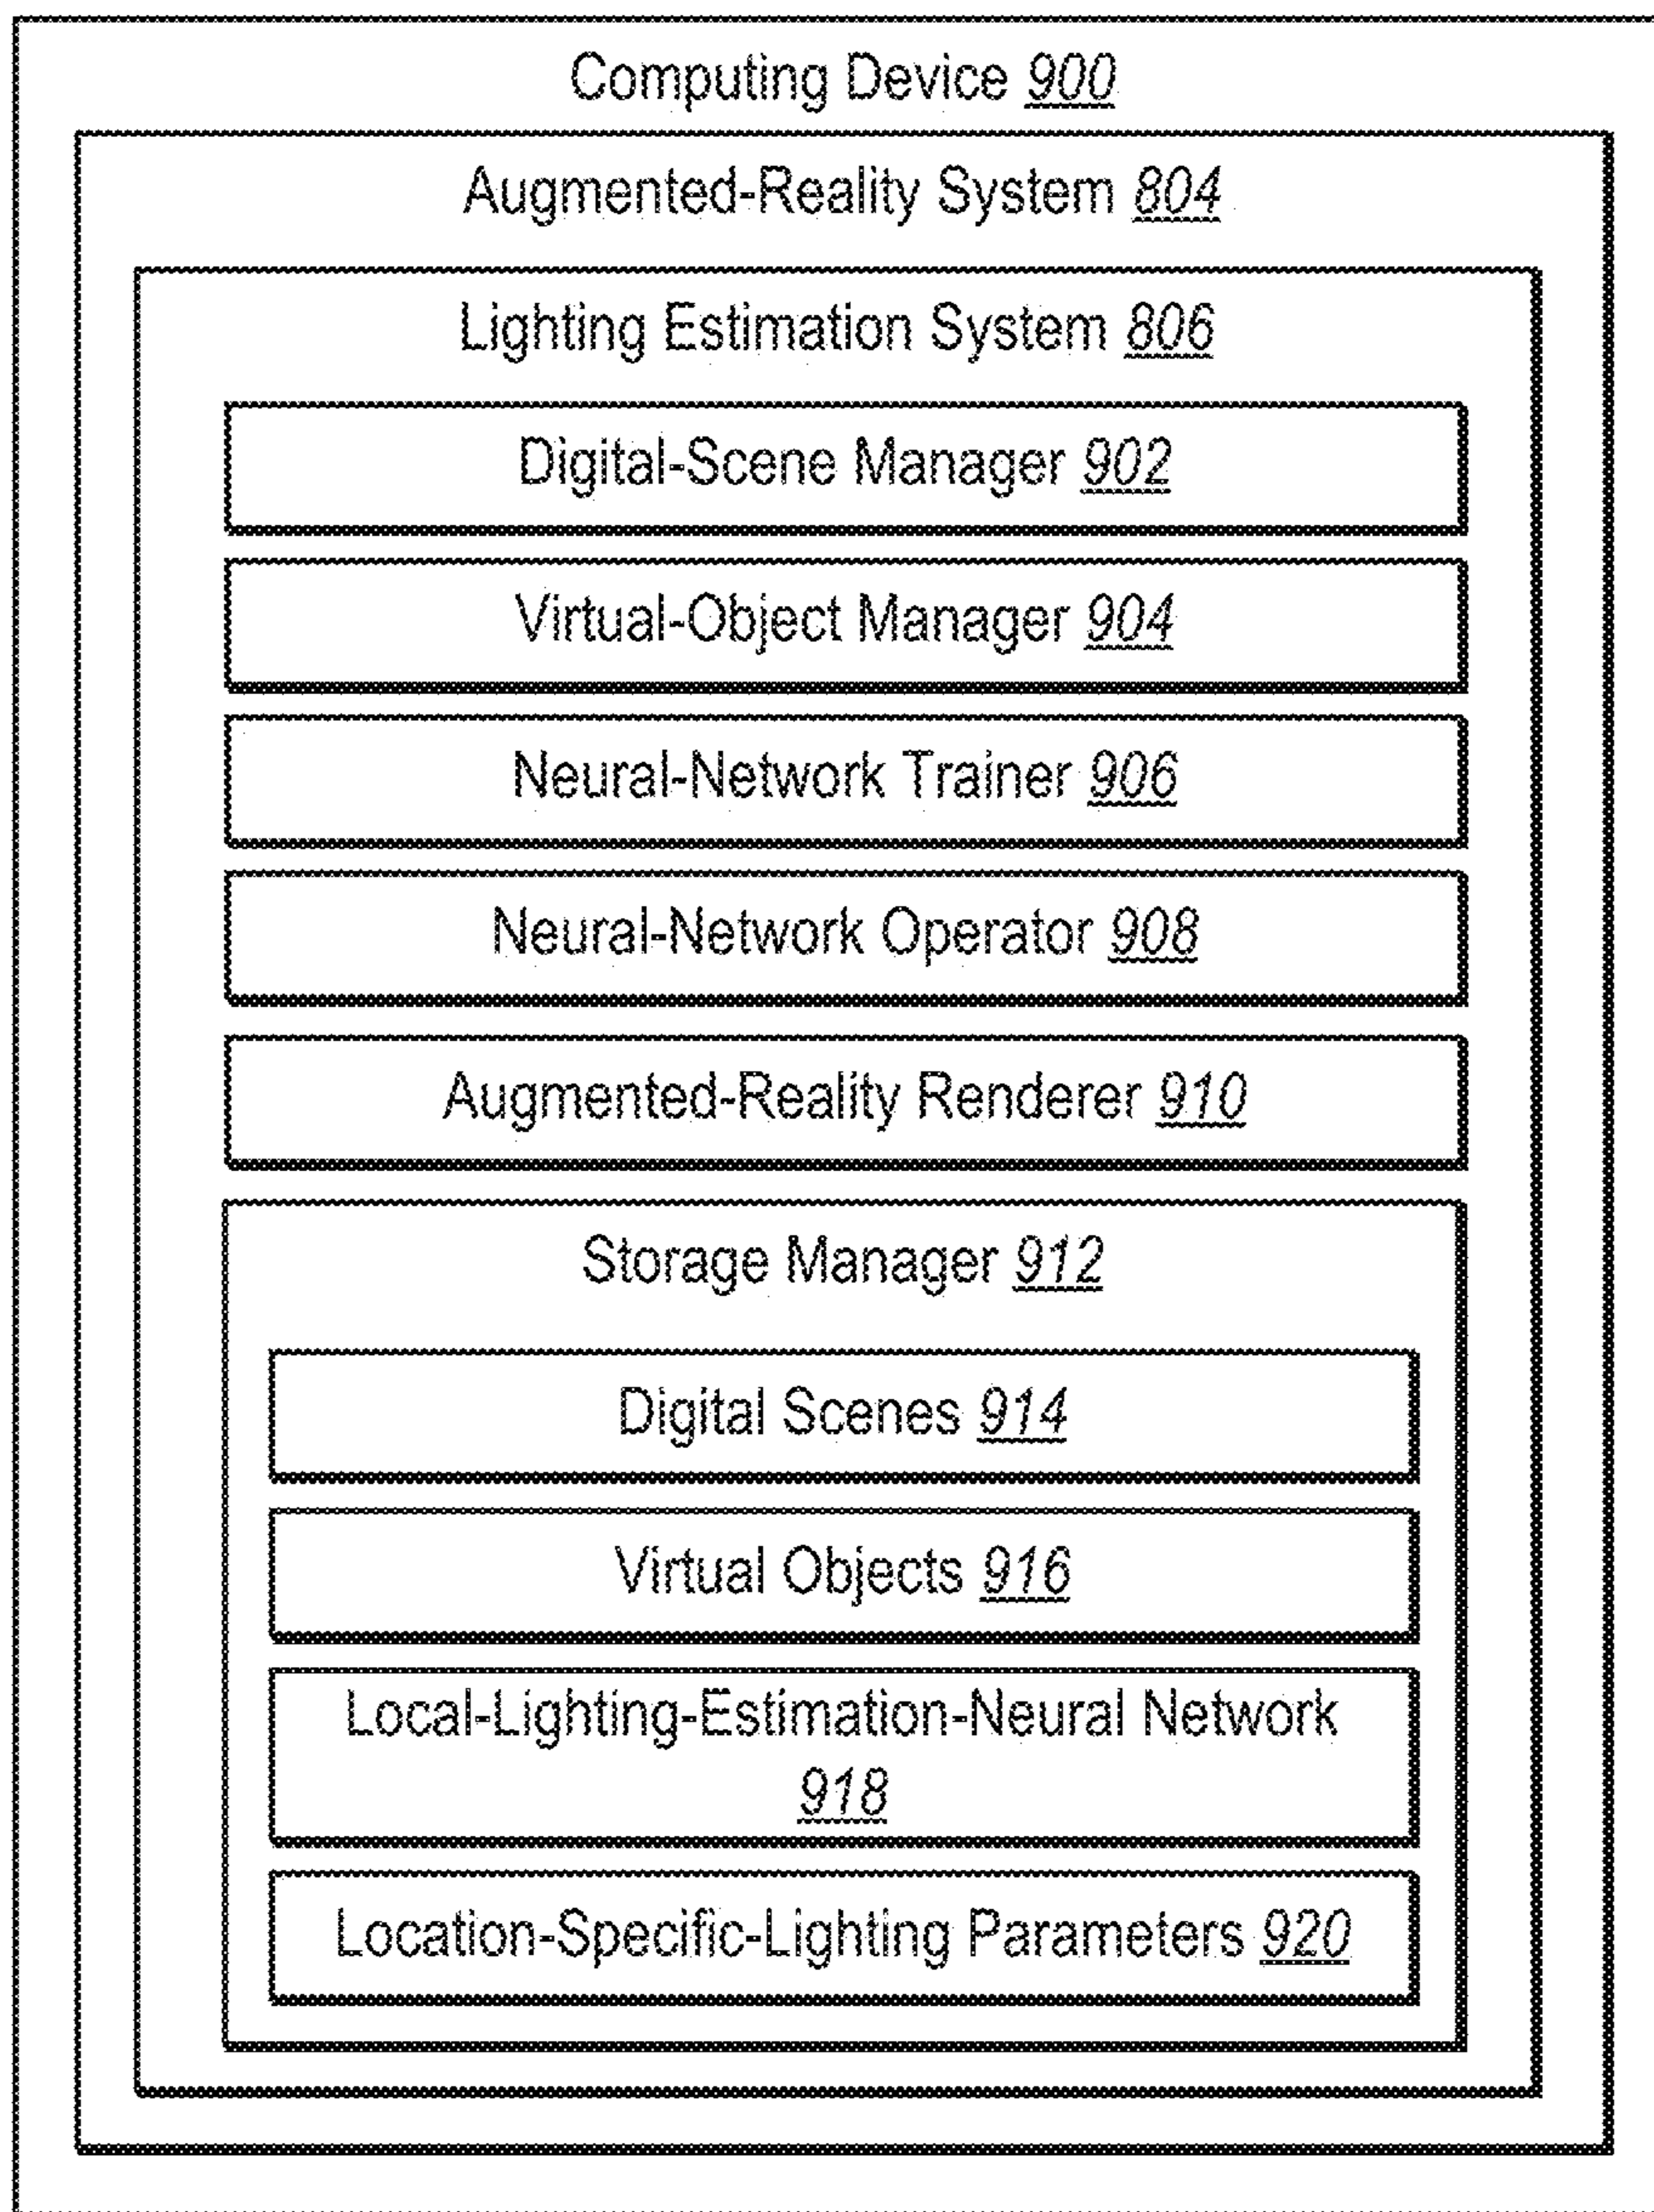 Computing Device 900
Augmented-Reality System 804
Lighting Estimation System 806
Digital-Scene Manager 902
Virtual-Object Manager 904
Neural-Network Trainer 906
Neural-Network Operator 908
Augmented-Reality Renderer 910
Storage Manager 912
Digital Scenes 914
Virtual Objects 916
Local-Lighting-Estimation-Neural Network
918
Location-Specific-Lighting Parameters 920